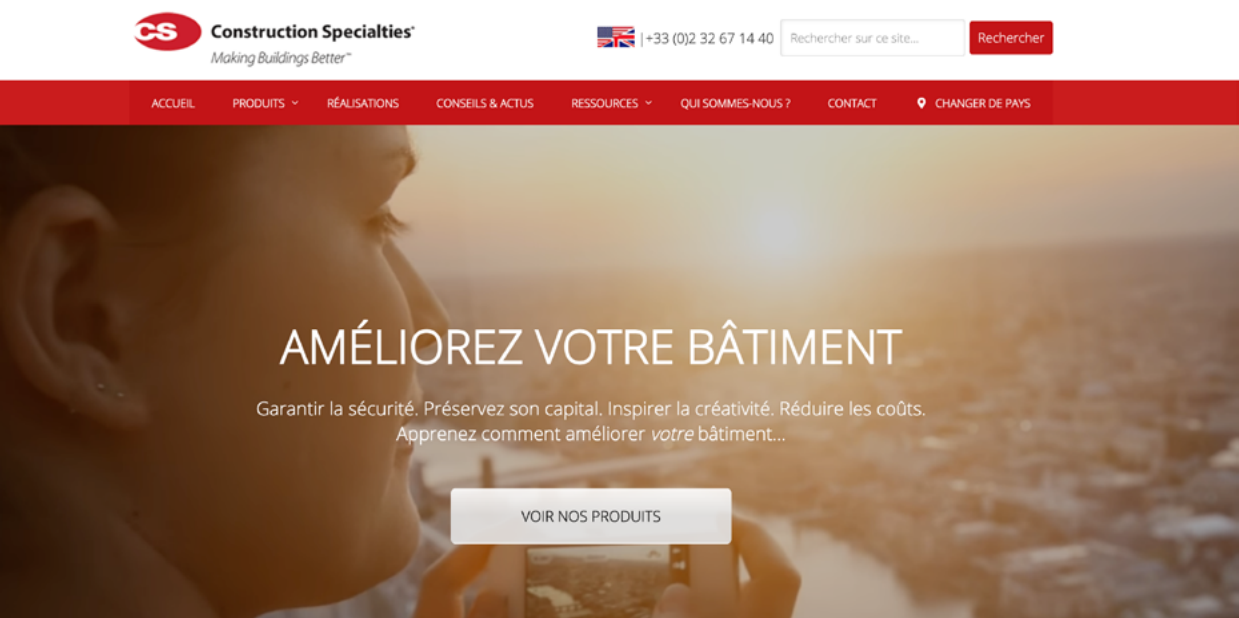 CS
Construction Specialties
Making Buildings Better™
|+33 (0)2 32 67 14 40
Rechercher sur ce site...
Rechercher
ACCUEIL
PRODUITS
RÉALISATIONS
CONSEILS & ACTUS
RESSOURCES
QUI SOMMES-NOUS ?
CONTACT
CHANGER DE PAYS
AMÉLIOREZ VOTRE BÂTIMENT
Garantir la sécurité. Préservez son capital. Inspirer la créativité. Réduire les coûts.
Apprenez comment améliorer votre bâtiment...
VOIR NOS PRODUITS